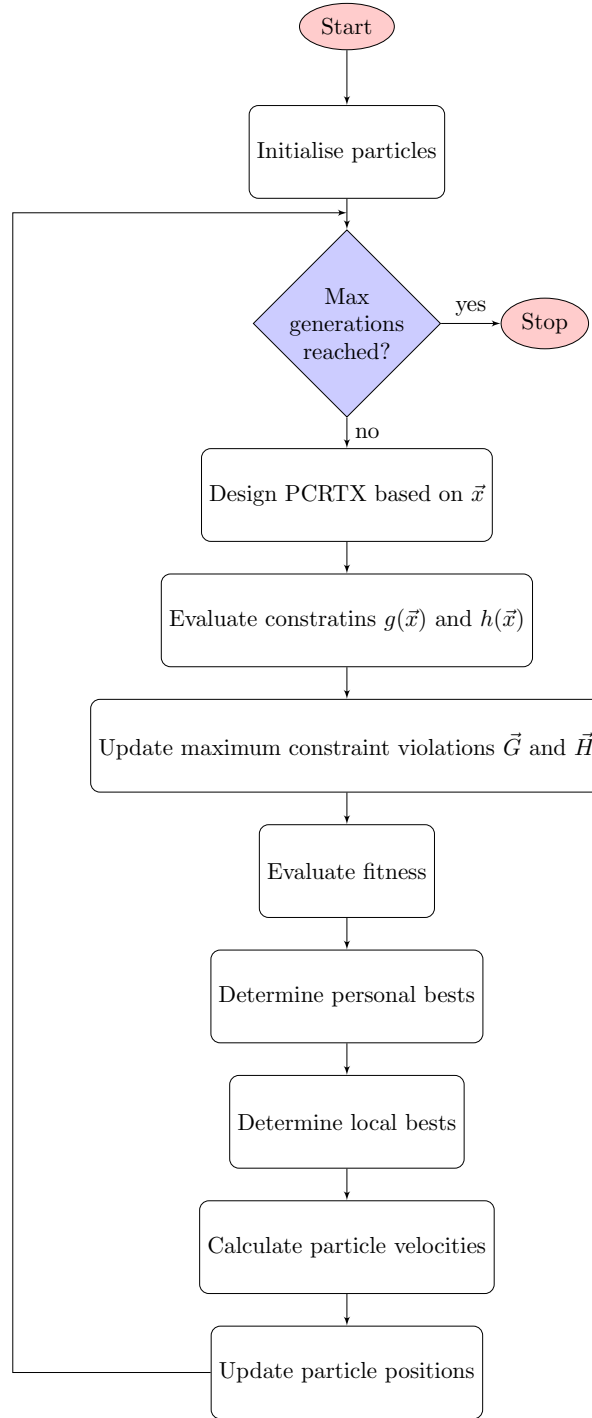 Start
Initialise particles
Max
generations
reached?
yes
Stop
no
Design PCRTX based on $\vec{x}$
Evaluate constratins $g(\vec{x})$ and $h(\vec{x})$
Update maximum constraint violations $\vec{G}$ and $\vec{H}$
Evaluate fitness
Determine personal bests
Determine local bests
Calculate particle velocities
Update particle positions